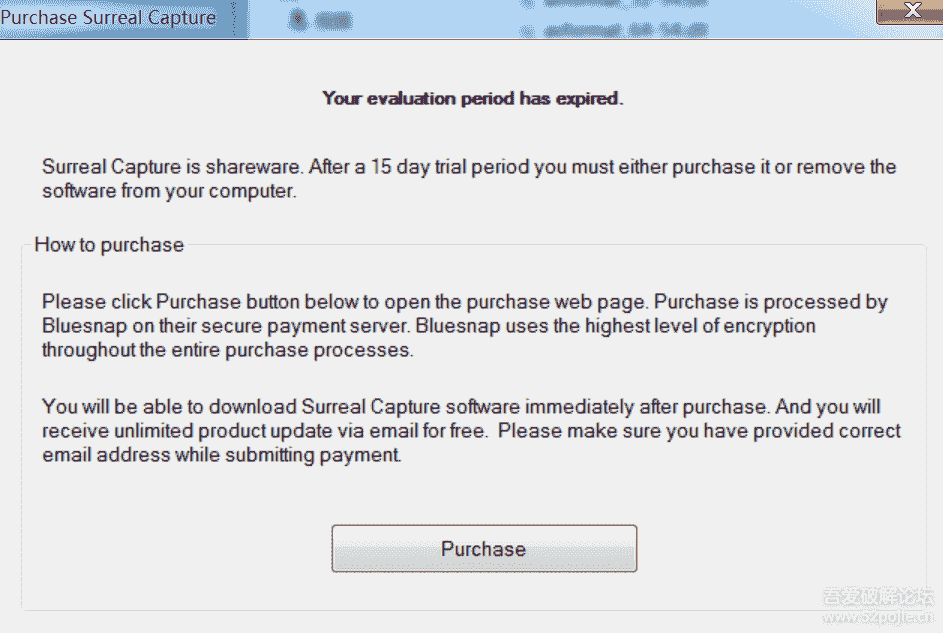 Purchase Surreal Capture
Your evaluation period has expired.
Surreal Capture is shareware. After a 15 day trial period you must either purchase it or remove the
software from your computer.
How to purchase
Please click Purchase button below to open the purchase web page. Purchase is processed by
Bluesnap on their secure payment server. Bluesnap uses the highest level of encryption
throughout the entire purchase processes.
You will be able to download Surreal Capture software immediately after purchase. And you will
receive unlimited product update via email for free. Please make sure you have provided correct
email address while submitting payment.
Purchase
吾爱破解论坛
www.52pojie.cn